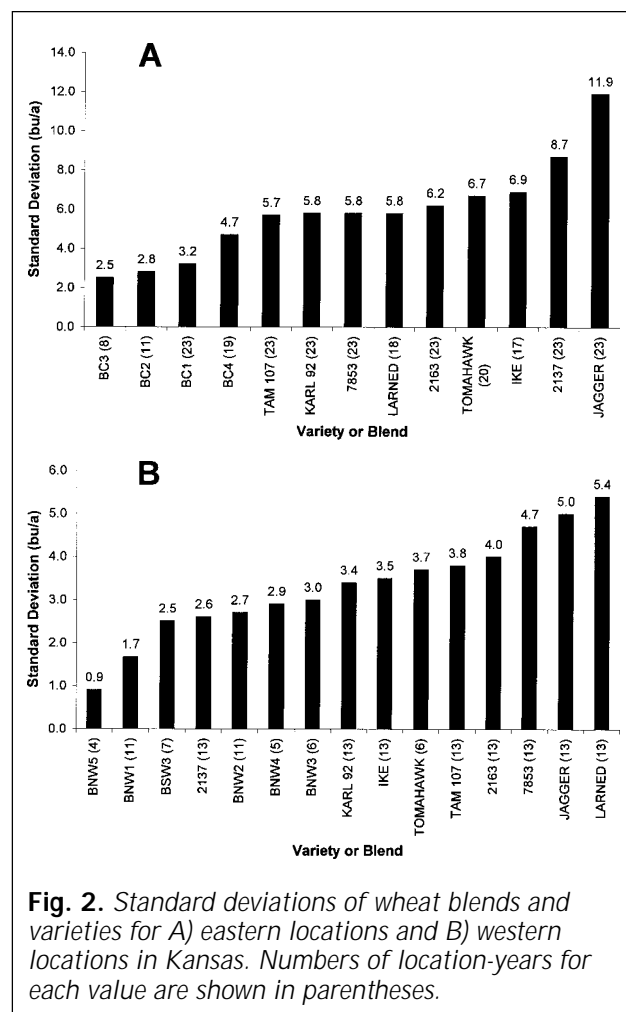 A
Standard Deviation (bu/a)
14.0
12.0
10.0
8.0
6.0
4.0
2.0
0.0
2.5
2.8
3.2
4.7
5.7
5.8
5.8
5.8
6.2
6.7
6.9
8.7
11.9
BC3 (8)
BC2 (11)
BC1 (23)
BC4 (19)
TAM 107 (23)
KARL 92 (23)
7853 (23)
LARNED (18)
2163 (23)
TOMAHAWK
(20)
IKE (17)
2137 (23)
JAGGER (23)
Variety or Blend
B
Standard Deviation (bu/a)
6.0
5.0
4.0
3.0
2.0
1.0
0.0
0.9
1.7
2.5
2.6
2.7
2.9
3.0
3.4
3.5
3.7
3.8
4.0
4.7
5.0
5.4
BNW5 (4)
BNW1 (11)
BSW3 (7)
2137 (13)
BNW2 (11)
BNW4 (5)
BNW3 (6)
KARL 92 (13)
IKE (13)
TOMAHAWK (6)
TAM 107 (13)
2163 (13)
7853 (13)
JAGGER (13)
LARNED (13)
Variety or Blend
Fig. 2. Standard deviations of wheat blends and
varieties for A) eastern locations and B) western
locations in Kansas. Numbers of location-years for
each value are shown in parentheses.